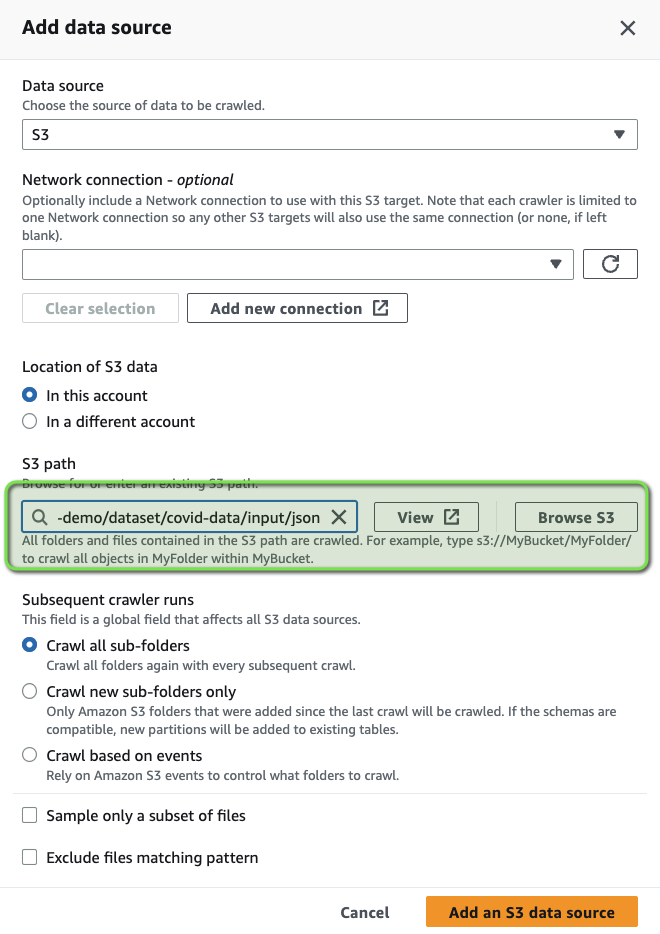 Add data source
Data source
Choose the source of data to be crawled.
S3
Network connection - optional
Optionally include a Network connection to use with this S3 target. Note that each crawler is limited to
one Network connection so any other S3 targets will also use the same connection (or none, if left
blank).
Clear selection Add new connection
Location of S3 data
In this account
In a different account
S3 path
Browse for or enter an existing S3 path.
-demo/dataset/covid-data/input/json View Browse S3
All folders and files contained in the S3 path are crawled. For example, type s3://MyBucket/MyFolder/
to crawl all objects in MyFolder within MyBucket.
Subsequent crawler runs
This field is a global field that affects all S3 data sources.
Crawl all sub-folders
Crawl all folders again with every subsequent crawl.
Crawl new sub-folders only
Only Amazon S3 folders that were added since the last crawl will be crawled. If the schemas are
compatible, new partitions will be added to existing tables.
Crawl based on events
Rely on Amazon S3 events to control what folders to crawl.
Sample only a subset of files
Exclude files matching pattern
Cancel Add an S3 data source